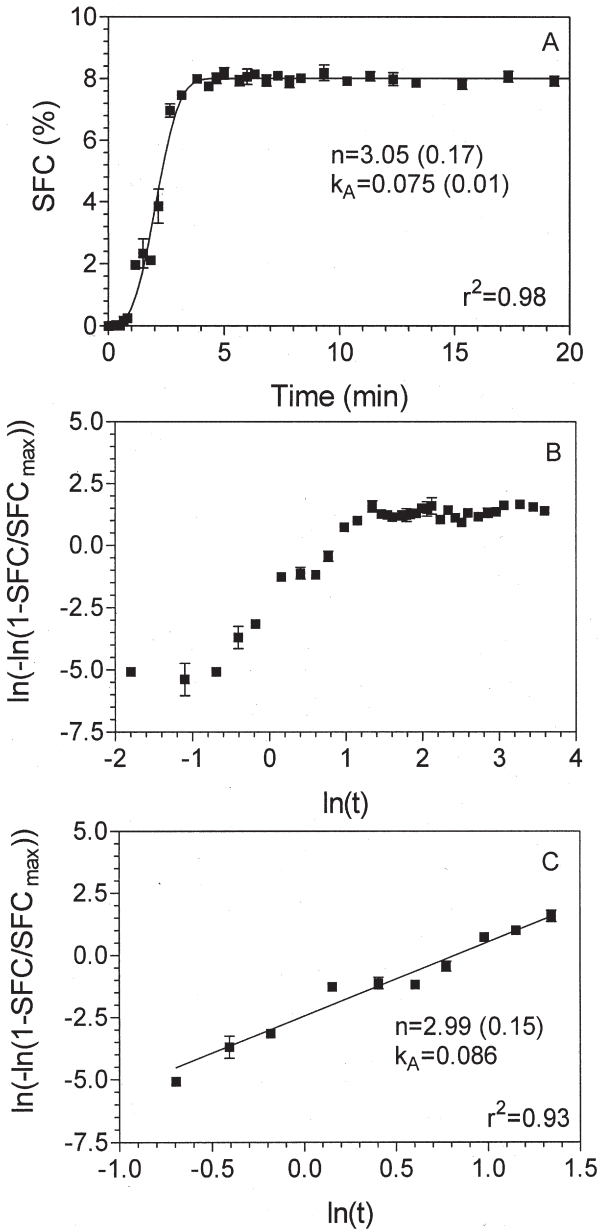 A
10
8
6
4
2
0
SFC (%)
n=3.05 (0.17)
kA=0.075 (0.01)
r2=0.98
0 5 10 15 20
Time (min)
B
5.0
2.5
0.0
-2.5
-5.0
-7.5
ln(-ln(1-SFC/SFCmax))
-2 -1 0 1 2 3 4
ln(t)
C
5.0
2.5
0.0
-2.5
-5.0
-7.5
ln(-ln(1-SFC/SFCmax))
n=2.99 (0.15)
kA=0.086
r2=0.93
-1.0 -0.5 0.0 0.5 1.0 1.5
ln(t)